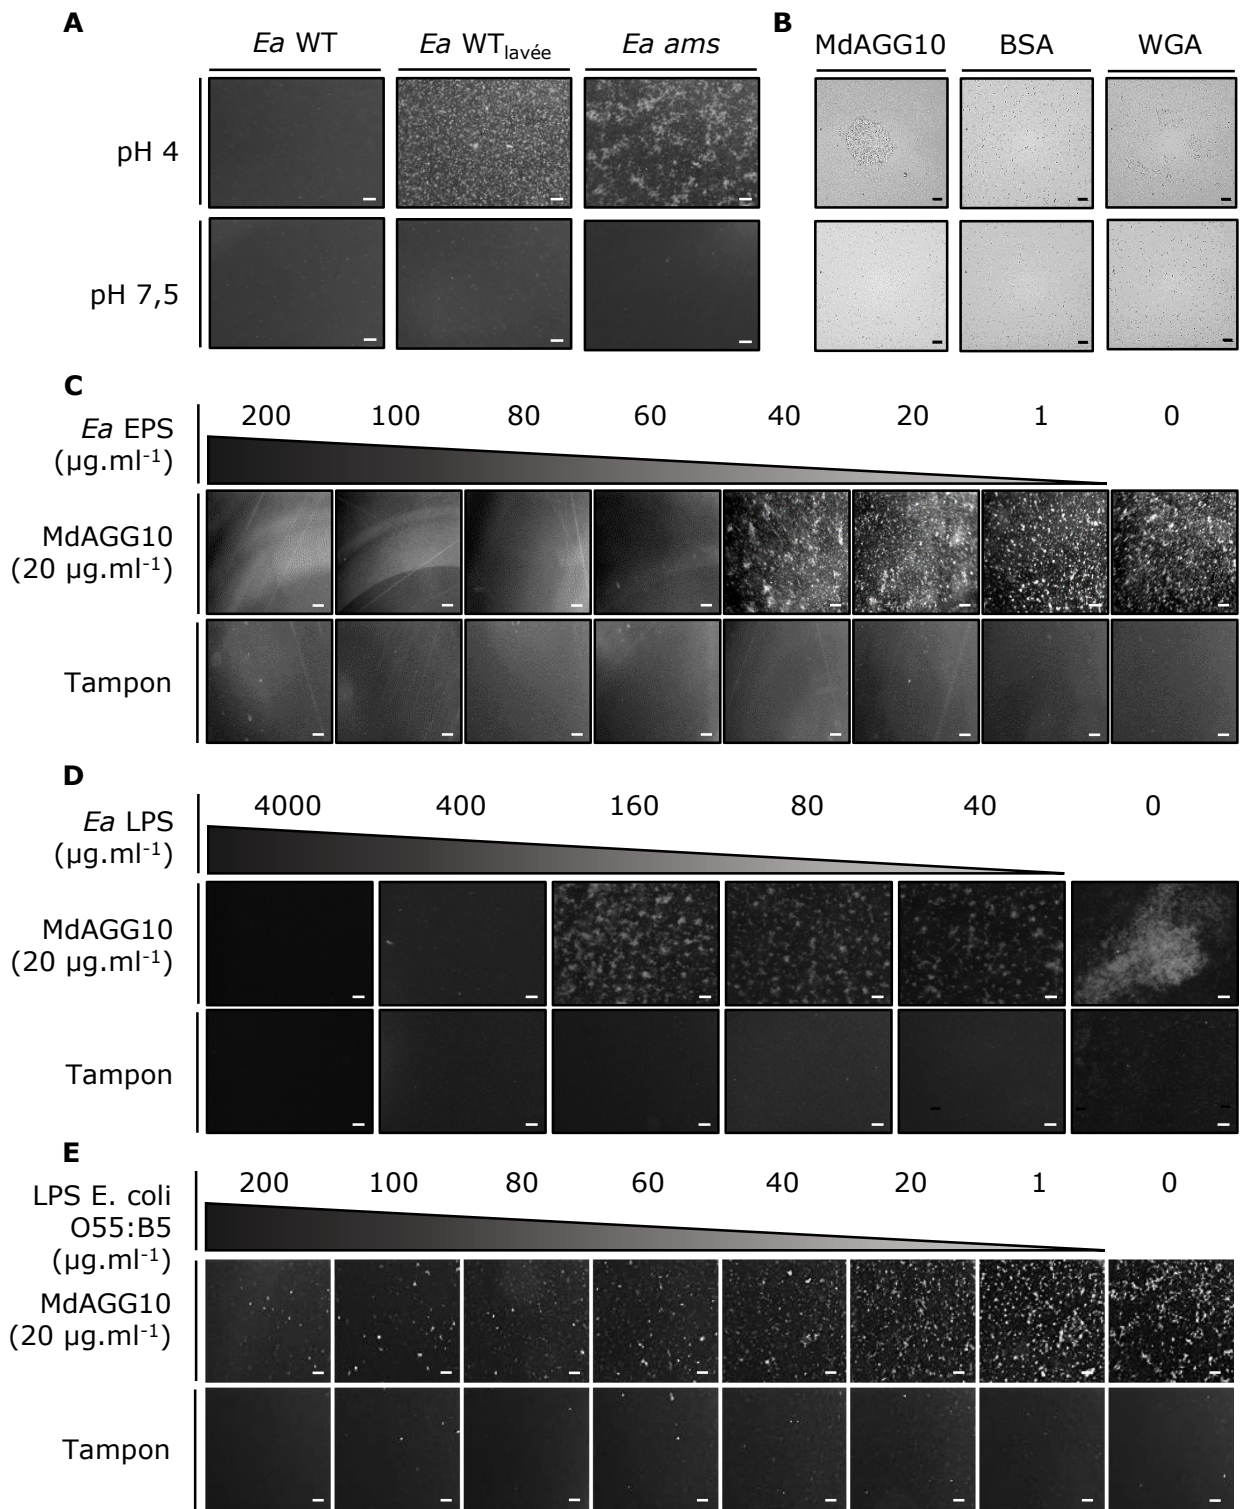 A
Ea WT
Ea WTlavée
Ea ams
pH 4
pH 7,5
B
MdAGG10
BSA
WGA
C
Ea EPS
(µg.ml-1)
200
100
80
60
40
20
1
0
MdAGG10
(20 µg.ml-1)
Tampon
D
Ea LPS
(µg.ml-1)
4000
400
160
80
40
0
MdAGG10
(20 µg.ml-1)
Tampon
E
LPS E. coli
O55:B5
(µg.ml-1)
200
100
80
60
40
20
1
0
MdAGG10
(20 µg.ml-1)
Tampon